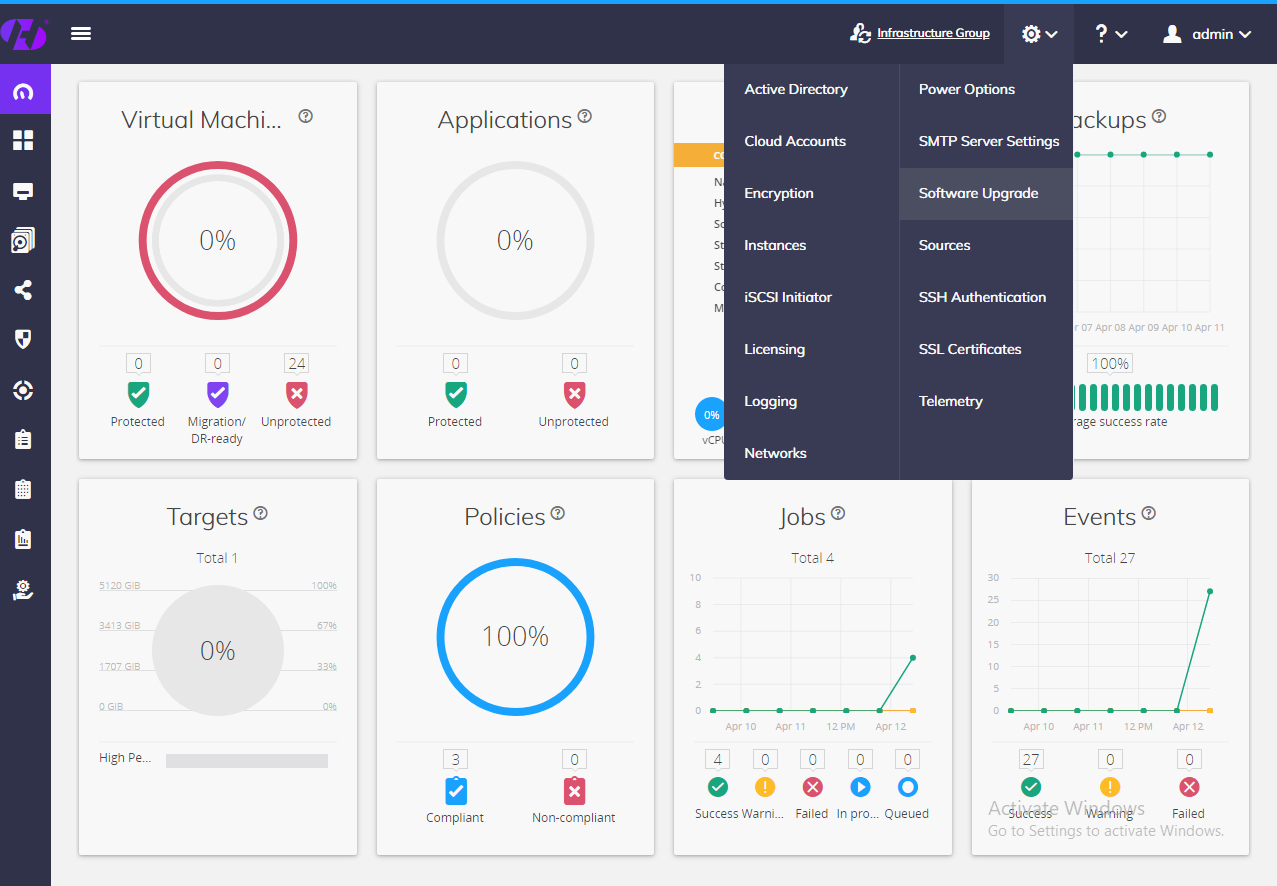 Infrastructure Group
?
admin
Active Directory
Cloud Accounts
Encryption
Instances
iSCSI Initiator
Licensing
Logging
Networks
Power Options
SMTP Server Settings
Software Upgrade
Sources
SSH Authentication
SSL Certificates
Telemetry
Virtual Machi... ?
0%
0 0 24
Protected Migration/ Unprotected
DR-ready
Applications ?
0%
0 0
Protected Unprotected
0%
vCPU
ackups ?
07 Apr 08 Apr 09 Apr 10 Apr 11
100%
rage success rate
Targets ?
Total 1
5120 GIB 100%
3413 GIB 67%
0%
1707 GIB 33%
0 GIB 0%
High Pe...
Policies ?
100%
3 0
Compliant Non-compliant
Jobs ?
Total 4
10
8
6
4
2
0
Apr 10 Apr 11 12 PM Apr 12
4 0 0 0 0
Success Warni... Failed In pro... Queued
Events ?
Total 27
30
25
20
15
10
5
0
Apr 10 Apr 11 12 PM Apr 12
27 0 0
Success Warning Failed
Activate Windows
Go to Settings to activate Windows.